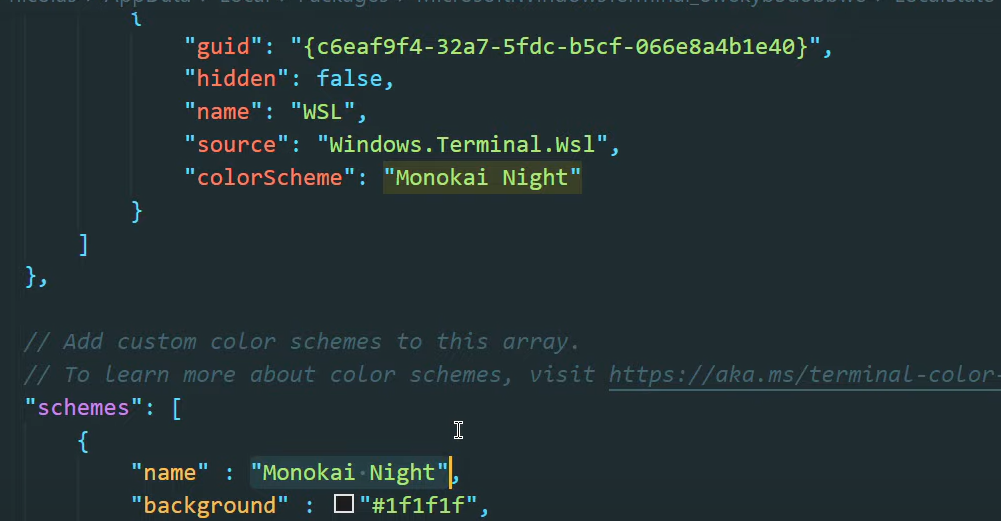 {
"guid": "{c6eaf9f4-32a7-5fdc-b5cf-066e8a4b1e40}",
"hidden": false,
"name": "WSL",
"source": "Windows.Terminal.Wsl",
"colorScheme": "Monokai Night"
}
]
},
// Add custom color schemes to this array.
// To learn more about color schemes, visit https://aka.ms/terminal-color-
"schemes": [
{
"name" : "Monokai Night",
"background" : "#1f1f1f",